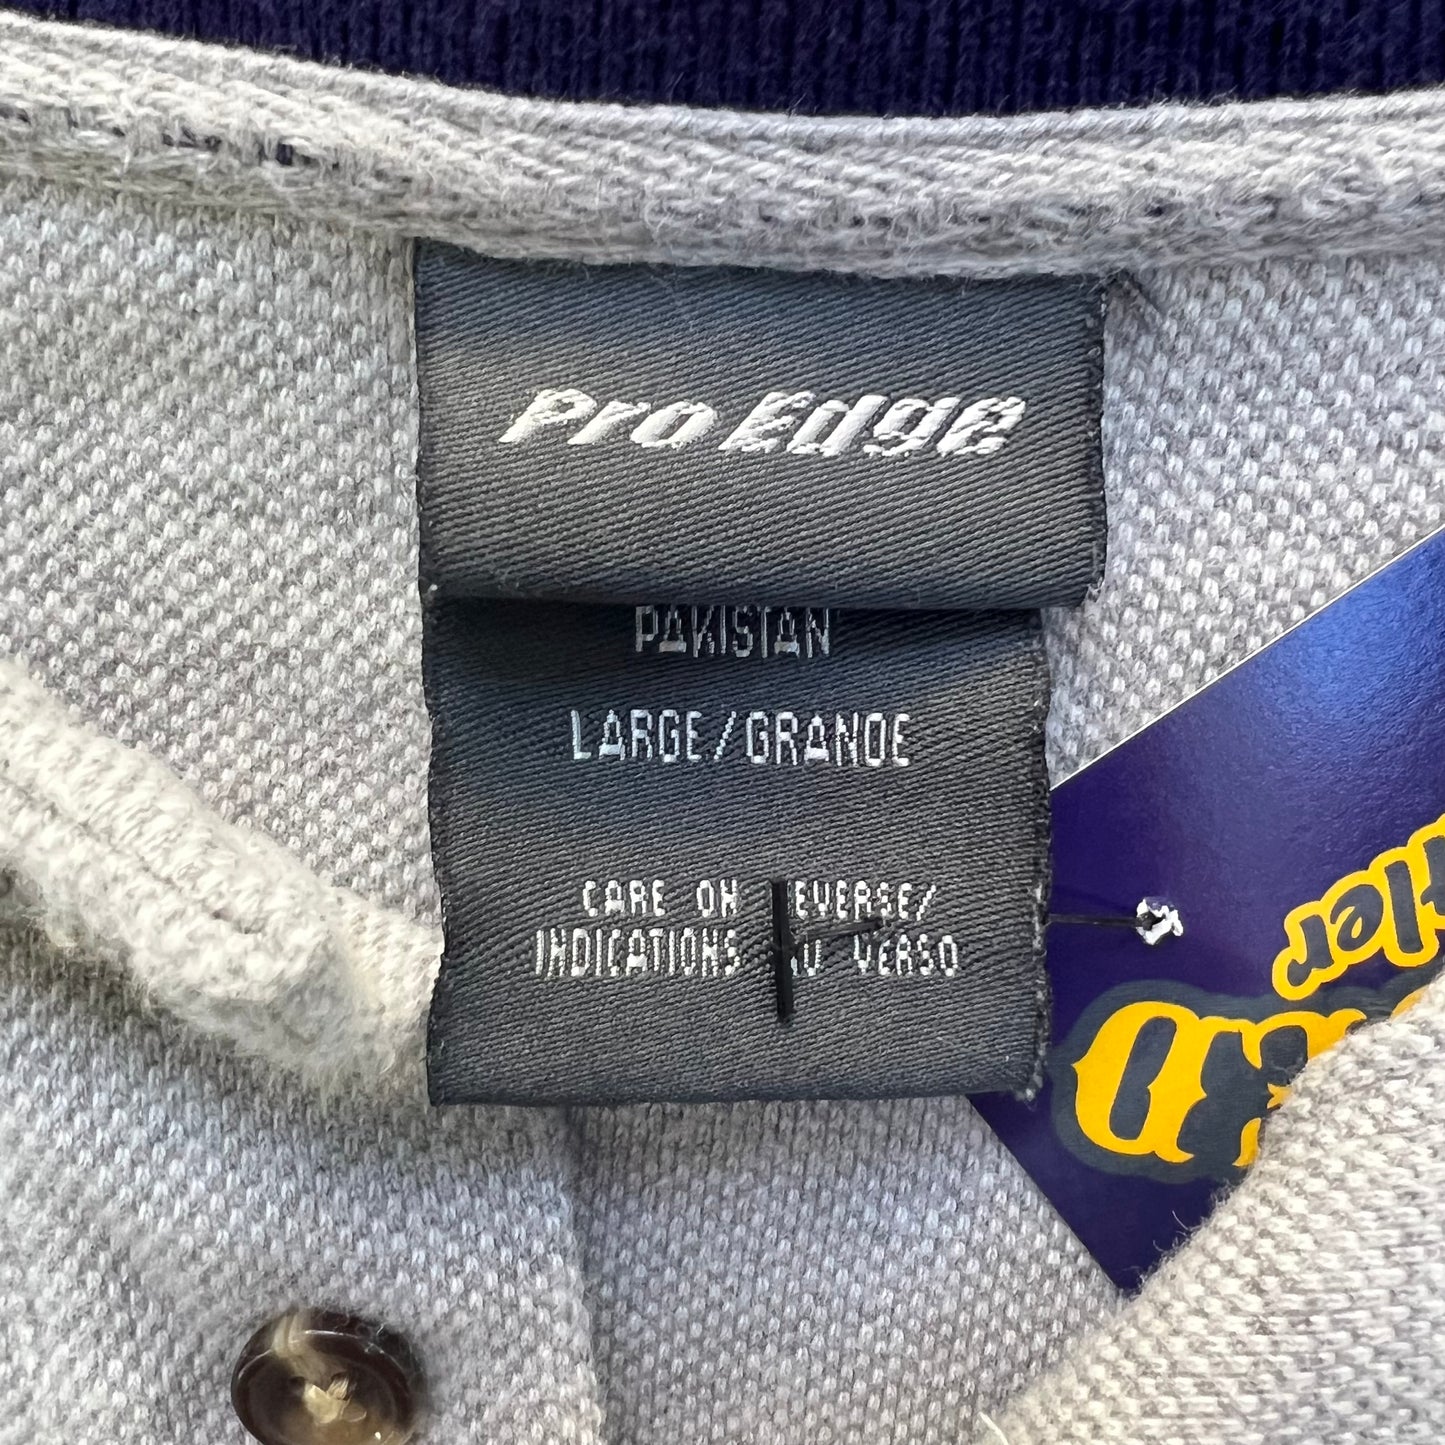 Pro Edge
PAKISTAN
LARGE/GRANDE
CARE ON REVERSE/
INDICATIONS AU VERSO